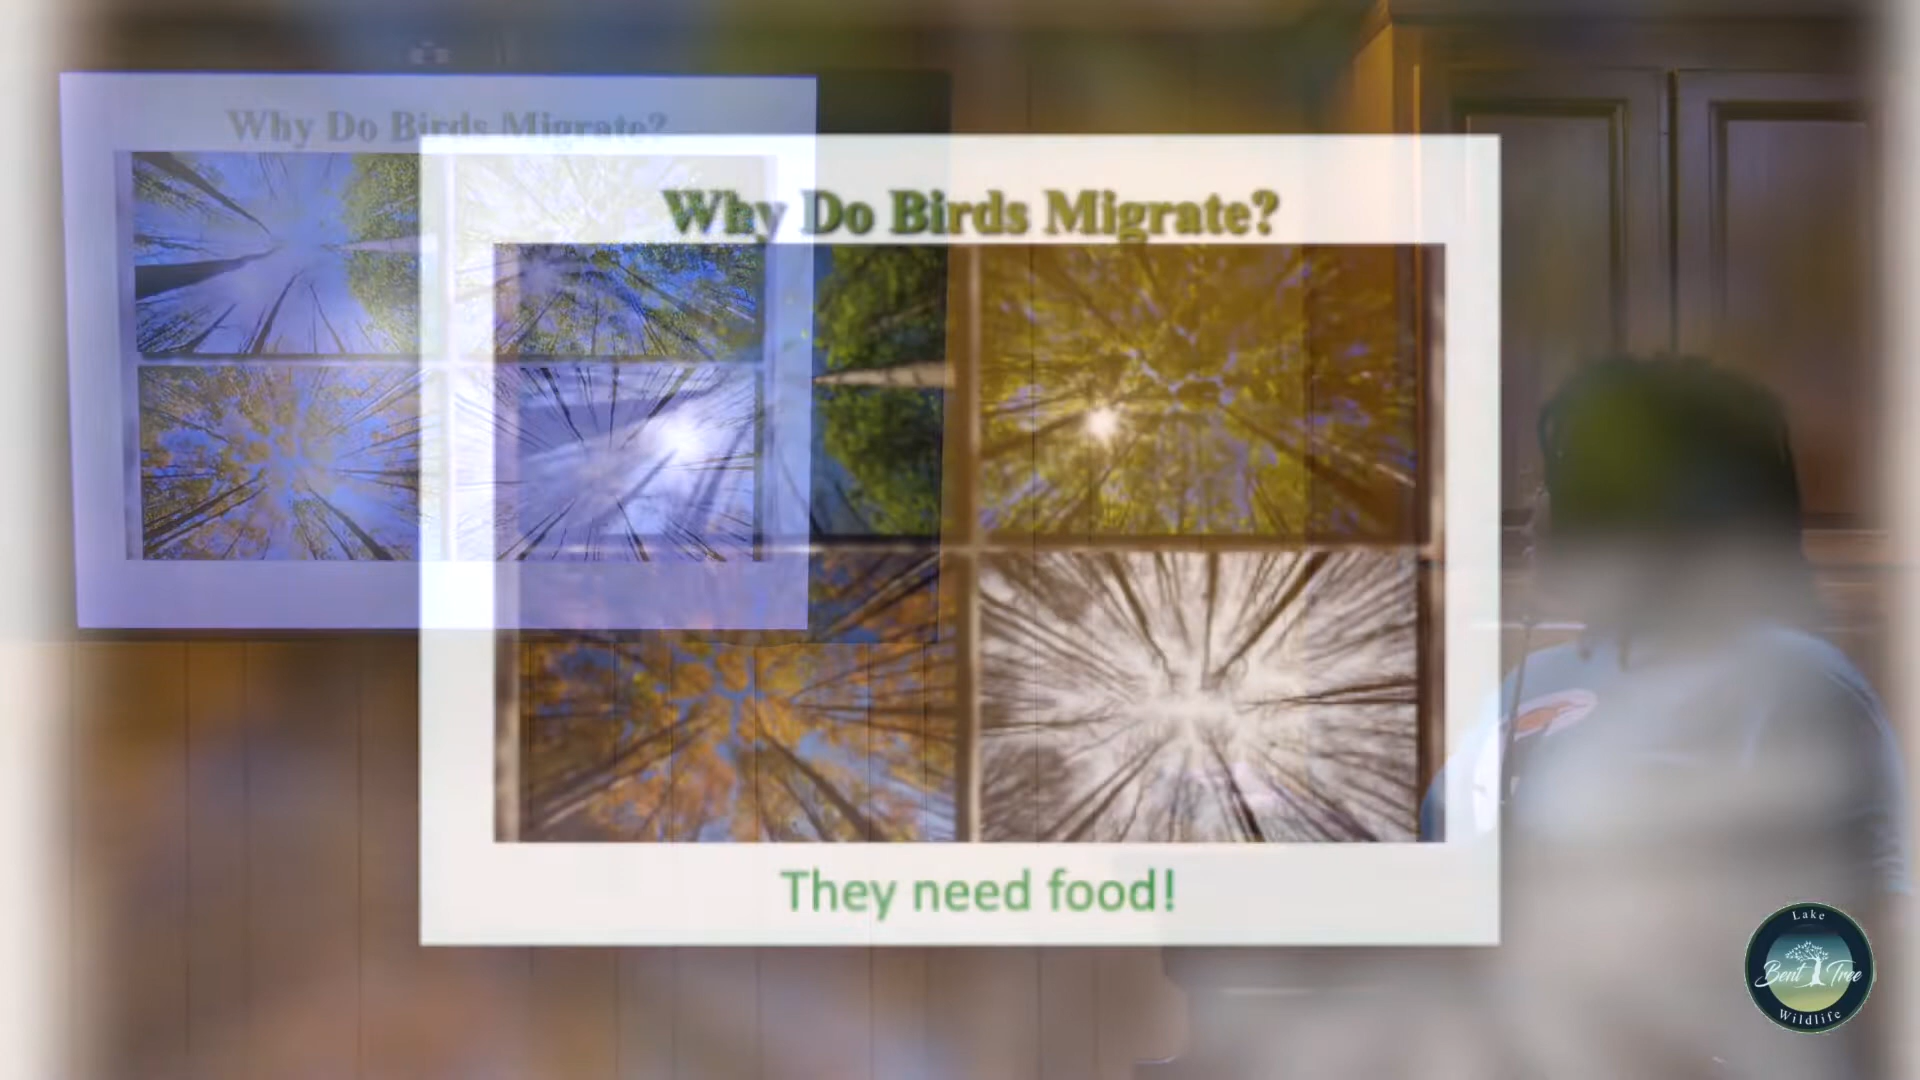 Why Do Birds Migrate?
Why Do Birds Migrate?
They need food!
Lake
Bent Tree
Wildlife